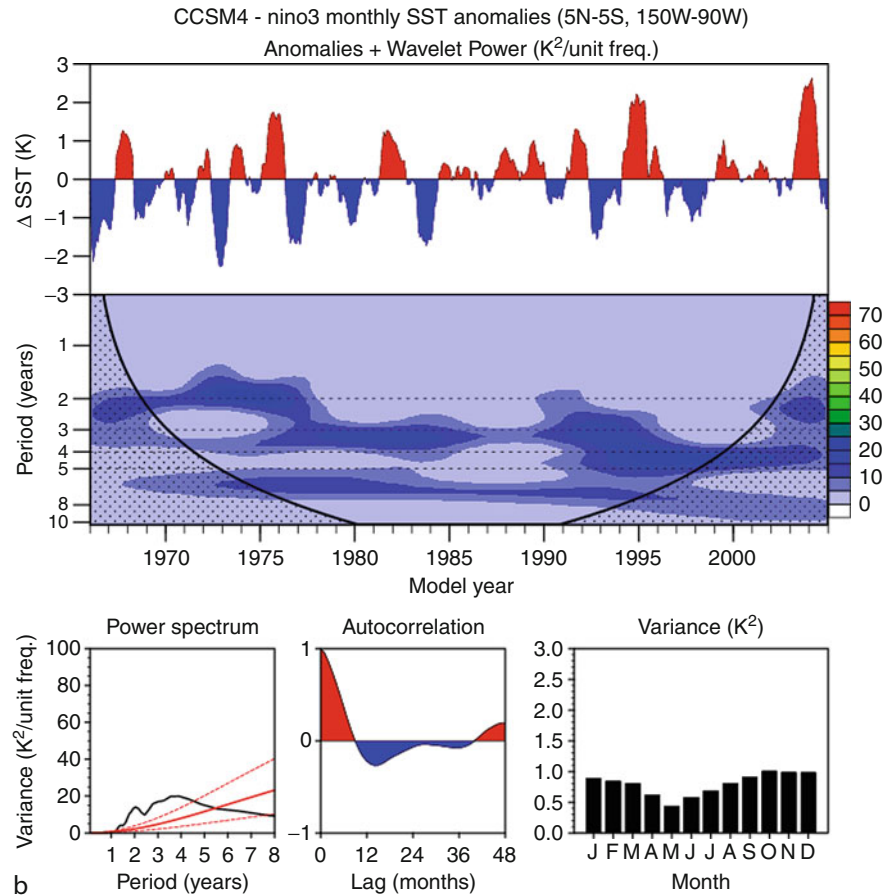 CCSM4 - nino3 monthly SST anomalies (5N-5S, 150W-90W)
Anomalies + Wavelet Power (K²/unit freq.)
3
2
1
0
−1
−2
−3
Δ SST (K)
1
2
3
4
5
8
10
Period (years)
70
60
50
40
30
20
10
0
1970 1975 1980 1985 1990 1995 2000
Model year
Power spectrum
100
80
60
40
20
0
Variance (K²/unit freq.)
1 2 3 4 5 6 7 8
Period (years)
Autocorrelation
1
0
−1
0 12 24 36 48
Lag (months)
Variance (K²)
3.0
2.5
2.0
1.5
1.0
0.5
0.0
J F M A M J J A S O N D
Month
b